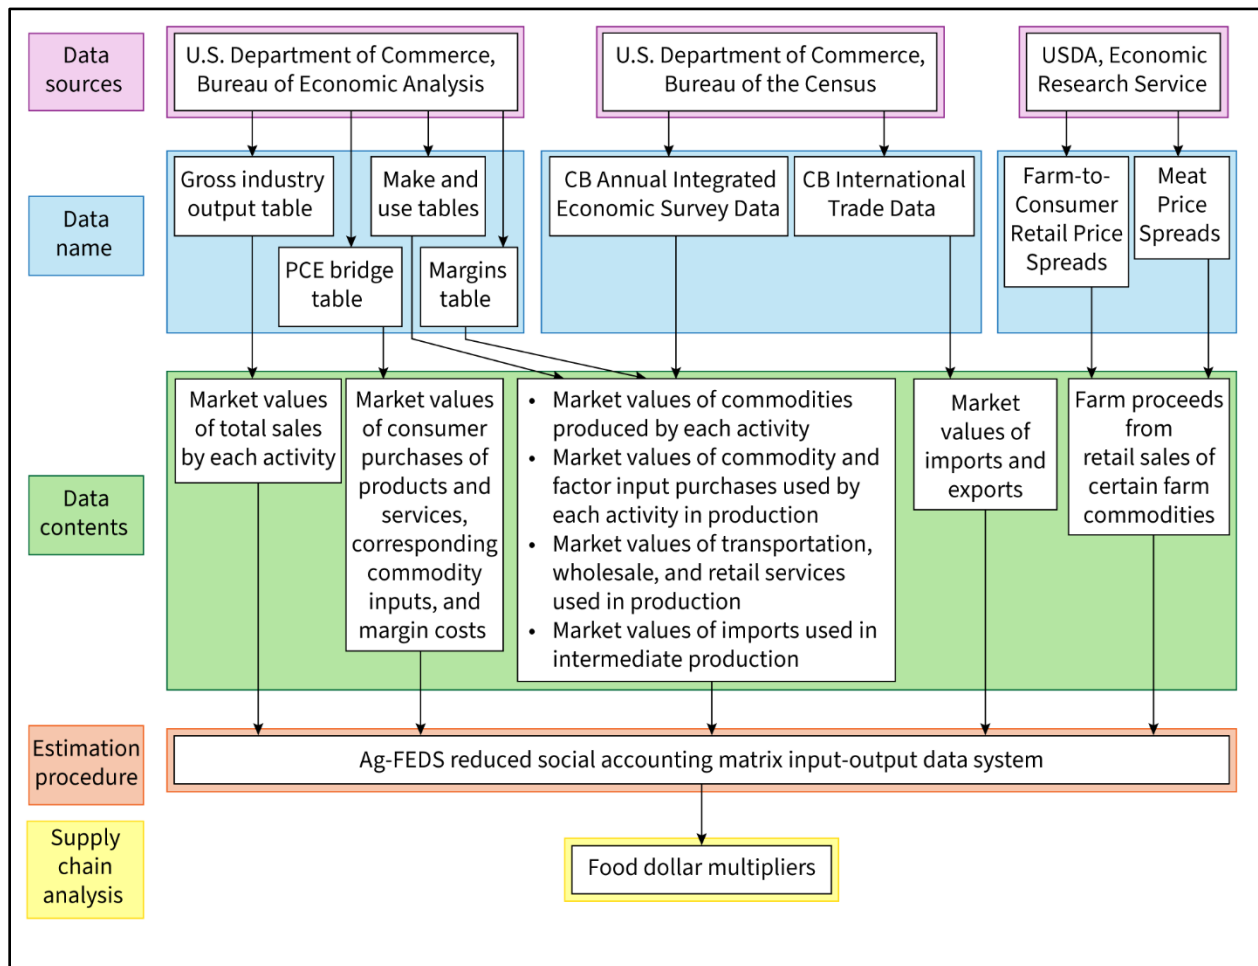 Data
sources
U.S. Department of Commerce,
Bureau of Economic Analysis
U.S. Department of Commerce,
Bureau of the Census
USDA, Economic
Research Service
Data
name
Gross industry
output table
Make and
use tables
PCE bridge
table
Margins
table
CB Annual Integrated
Economic Survey Data
CB International
Trade Data
Farm-to-
Consumer
Retail Price
Spreads
Meat
Price
Spreads
Data
contents
Market values
of total sales
by each activity
Market values
of consumer
purchases of
products and
services,
corresponding
commodity
inputs, and
margin costs
• Market values of commodities
produced by each activity
• Market values of commodity and
factor input purchases used by
each activity in production
• Market values of transportation,
wholesale, and retail services
used in production
• Market values of imports used in
intermediate production
Market
values of
imports and
exports
Farm proceeds
from
retail sales of
certain farm
commodities
Estimation
procedure
Ag-FEDS reduced social accounting matrix input-output data system
Supply
chain
analysis
Food dollar multipliers